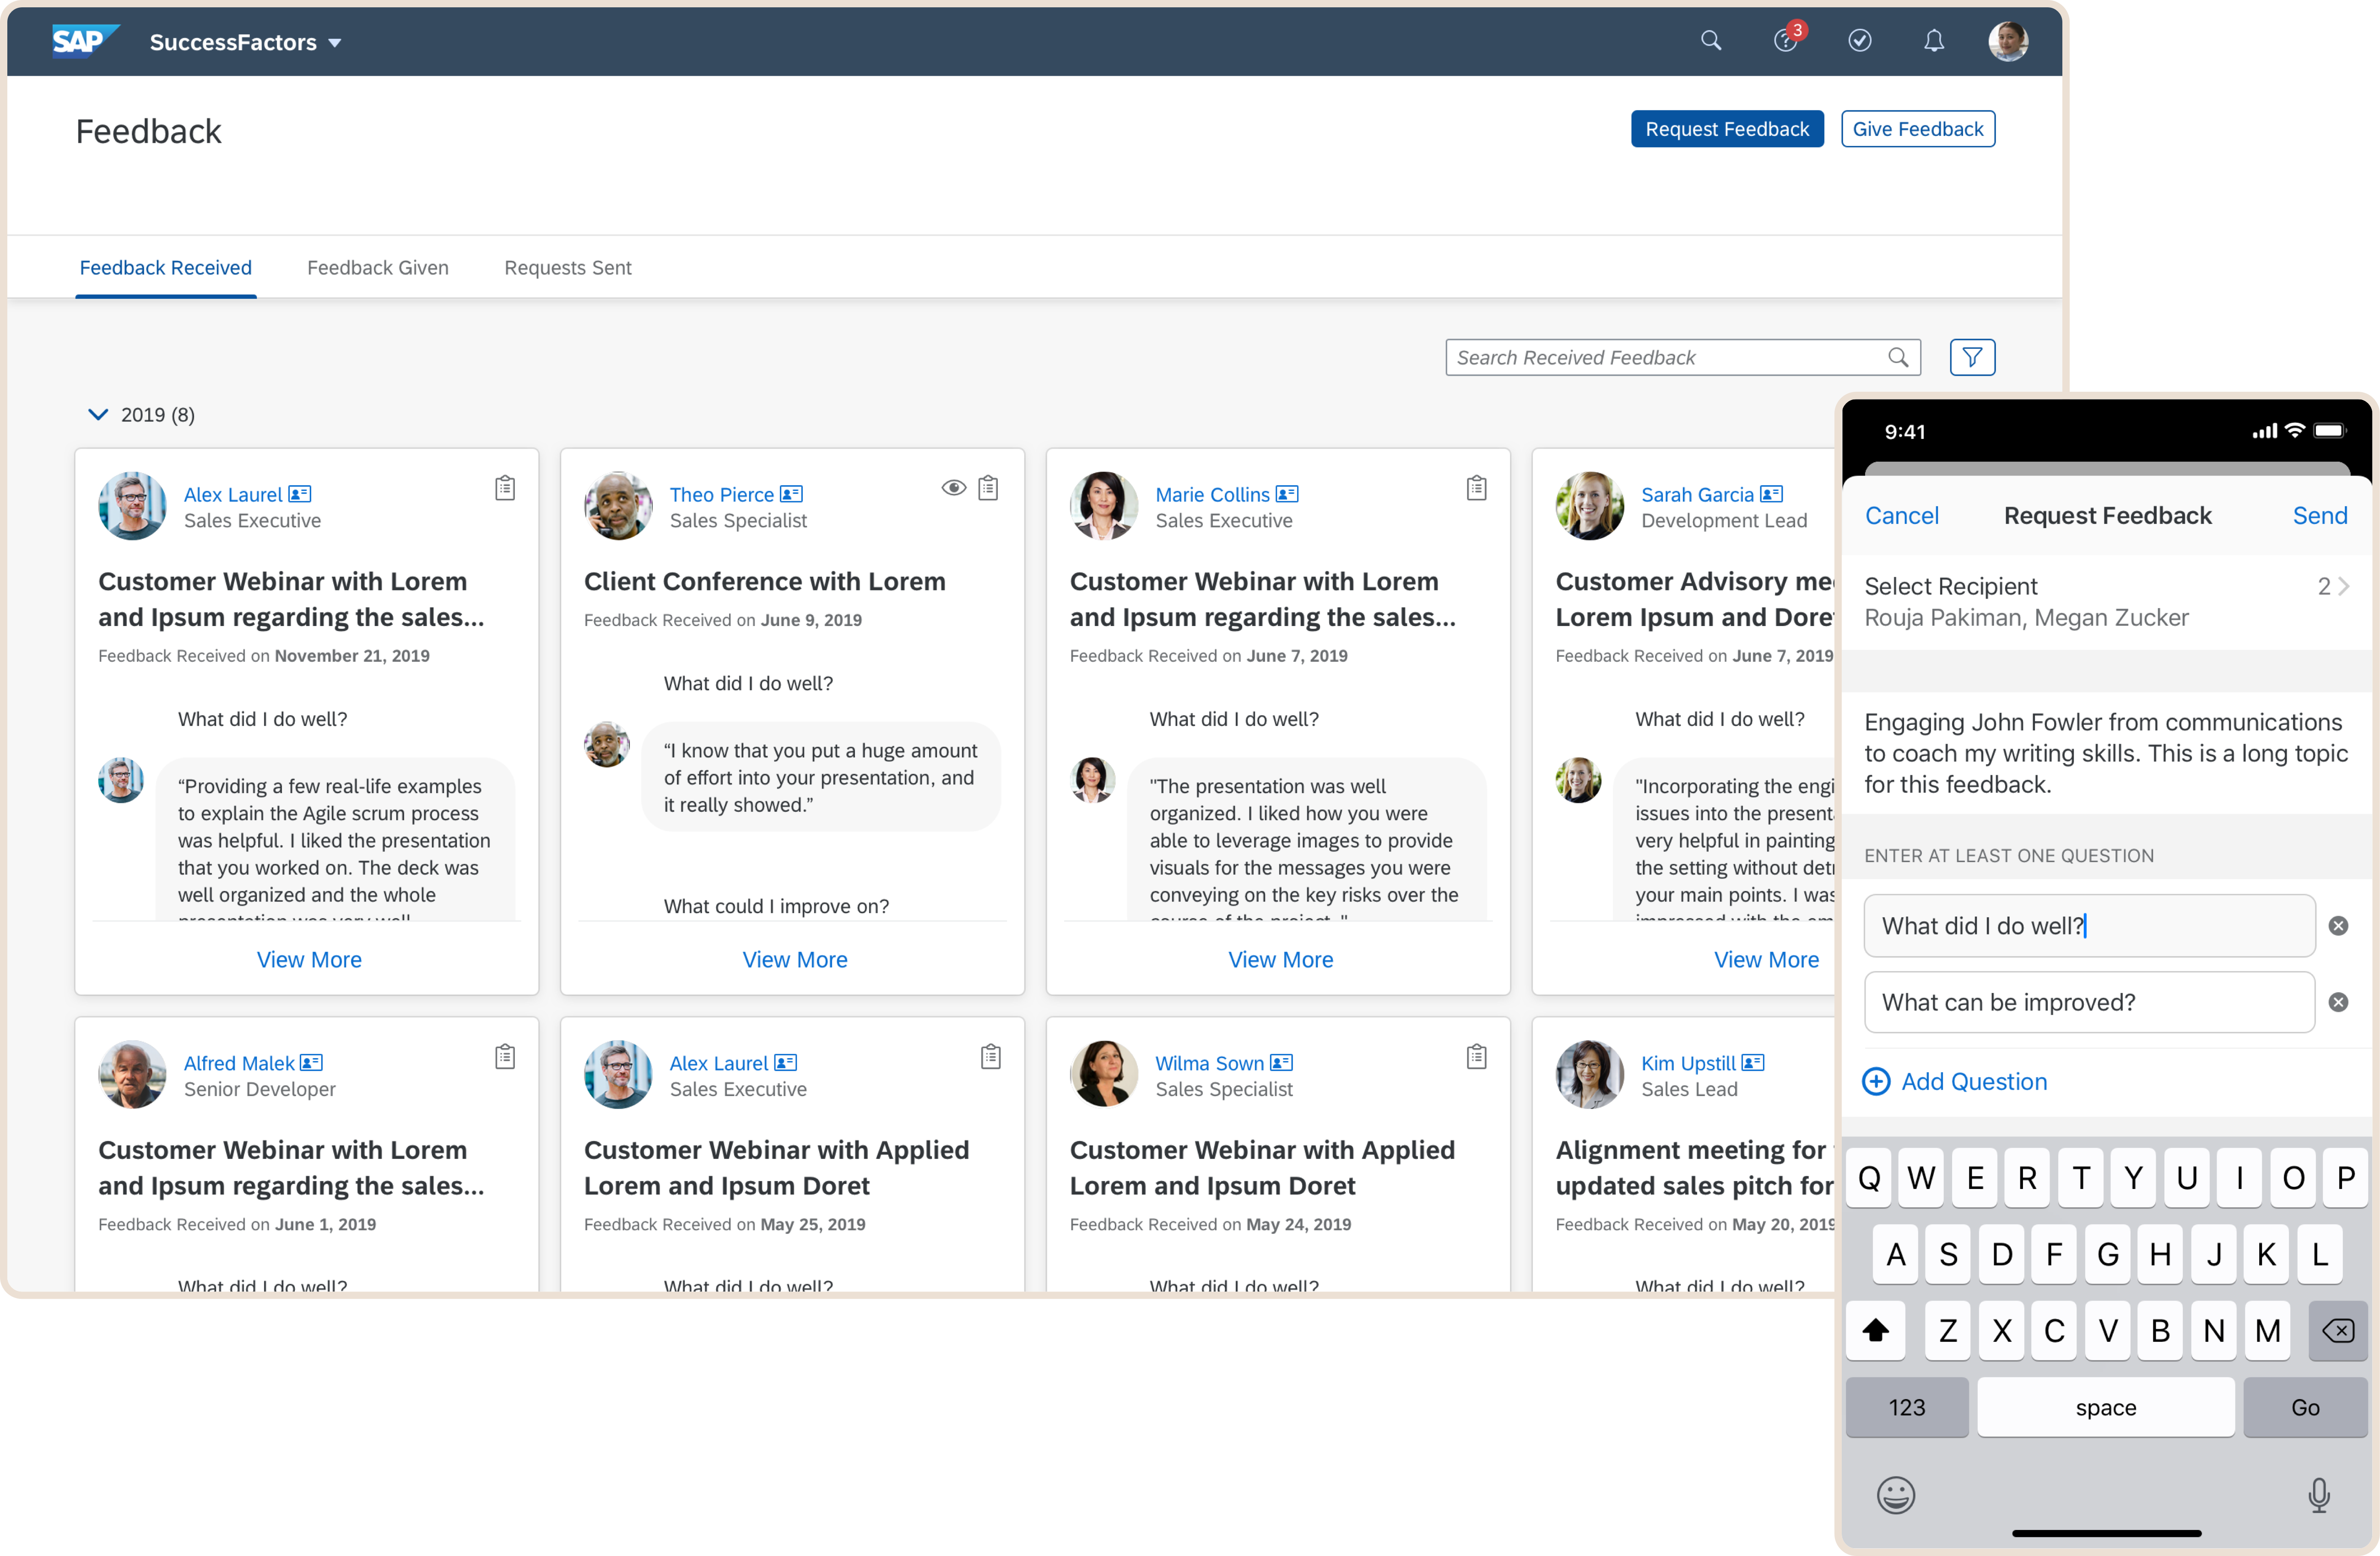 SAP SuccessFactors
3
Feedback
Request Feedback
Give Feedback
Feedback Received
Feedback Given
Requests Sent
Search Received Feedback
2019 (8)
Alex Laurel
Sales Executive
Customer Webinar with Lorem
and Ipsum regarding the sales...
Feedback Received on November 21, 2019
What did I do well?
“Providing a few real-life examples
to explain the Agile scrum process
was helpful. I liked the presentation
that you worked on. The deck was
well organized and the whole
presentation was very well
View More
Theo Pierce
Sales Specialist
Client Conference with Lorem
Feedback Received on June 9, 2019
What did I do well?
“I know that you put a huge amount
of effort into your presentation, and
it really showed.”
What could I improve on?
View More
Marie Collins
Sales Executive
Customer Webinar with Lorem
and Ipsum regarding the sales...
Feedback Received on June 7, 2019
What did I do well?
"The presentation was well
organized. I liked how you were
able to leverage images to provide
visuals for the messages you were
conveying on the key risks over the
course of the project. "
View More
Sarah Garcia
Development Lead
Customer Advisory me
Lorem Ipsum and Dore
Feedback Received on June 7, 2019
What did I do well?
"Incorporating the engi
issues into the present
very helpful in painting
the setting without det
your main points. I was
impressed with the em
View More
Alfred Malek
Senior Developer
Customer Webinar with Lorem
and Ipsum regarding the sales...
Feedback Received on June 1, 2019
What did I do well?
Alex Laurel
Sales Executive
Customer Webinar with Applied
Lorem and Ipsum Doret
Feedback Received on May 25, 2019
What did I do well?
Wilma Sown
Sales Specialist
Customer Webinar with Applied
Lorem and Ipsum Doret
Feedback Received on May 24, 2019
What did I do well?
Kim Upstill
Sales Lead
Alignment meeting for
updated sales pitch for
Feedback Received on May 20, 2019
What did I do well?
9:41
Cancel Request Feedback Send
Select Recipient 2
Rouja Pakiman, Megan Zucker
Engaging John Fowler from communications
to coach my writing skills. This is a long topic
for this feedback.
ENTER AT LEAST ONE QUESTION
What did I do well?
What can be improved?
Add Question
Q W E R T Y U I O P
A S D F G H J K L
Z X C V B N M
123 space Go